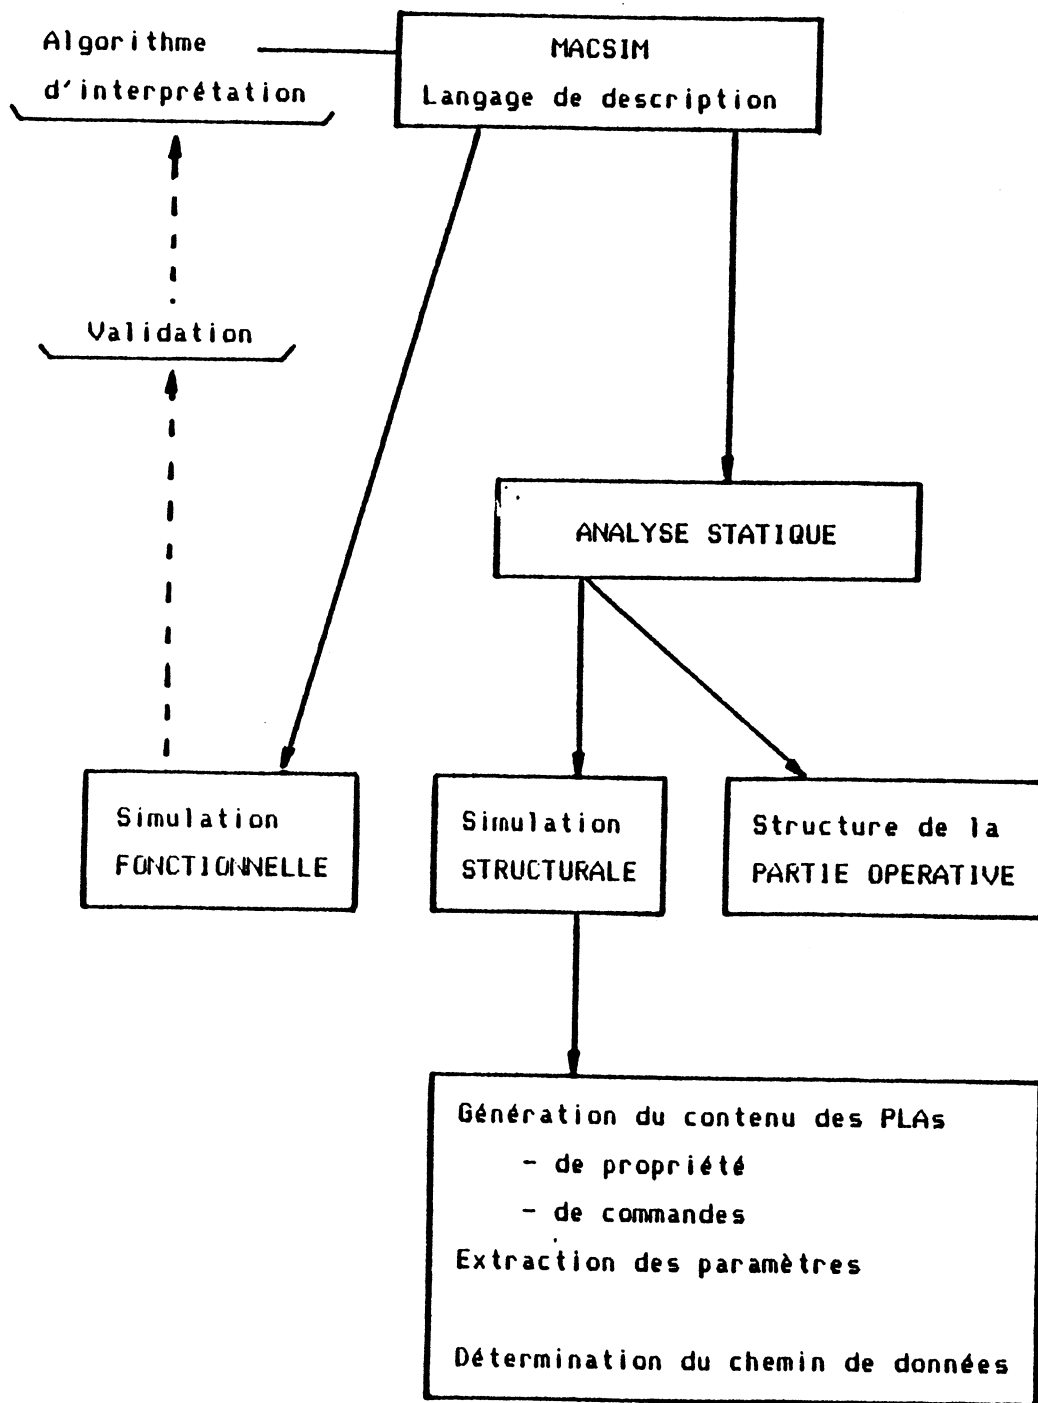 Algorithme
d'interprétation
MACSIM
Langage de description
Validation
ANALYSE STATIQUE
Simulation
FONCTIONNELLE
Simulation
STRUCTURALE
Structure de la
PARTIE OPERATIVE
Génération du contenu des PLAs
- de propriété
- de commandes
Extraction des paramètres
Détermination du chemin de données